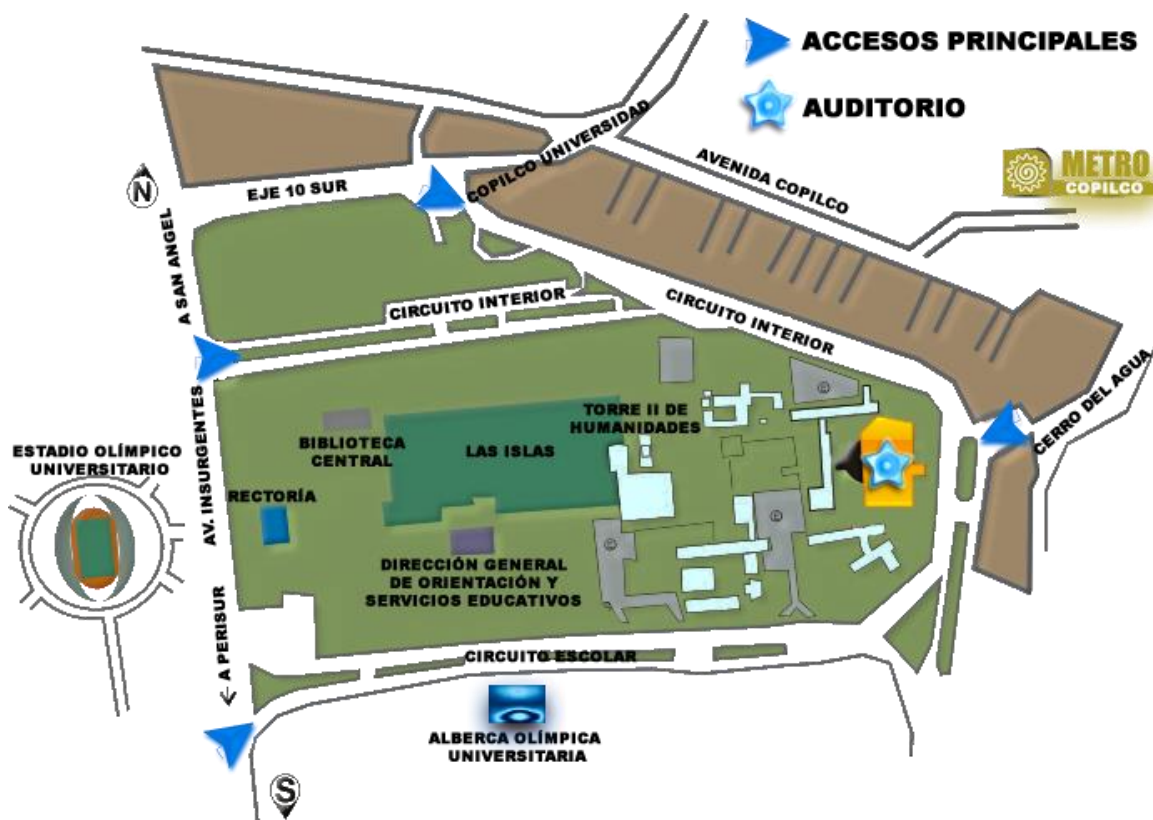 ACCESOS PRINCIPALES
AUDITORIO
METRO
COPILCO
COPILCO UNIVERSIDAD
AVENIDA COPILCO
N
EJE 10 SUR
A SAN ANGEL
CIRCUITO INTERIOR
CIRCUITO INTERIOR
CERRO DEL AGUA
AV. INSURGENTES
TORRE II DE
HUMANIDADES
BIBLIOTECA
CENTRAL
LAS ISLAS
ESTADIO OLÍMPICO
UNIVERSITARIO
RECTORÍA
C
C
C
DIRECCIÓN GENERAL
DE ORIENTACIÓN Y
SERVICIOS EDUCATIVOS
← A PERISUR
CIRCUITO ESCOLAR
ALBERCA OLÍMPICA
UNIVERSITARIA
S